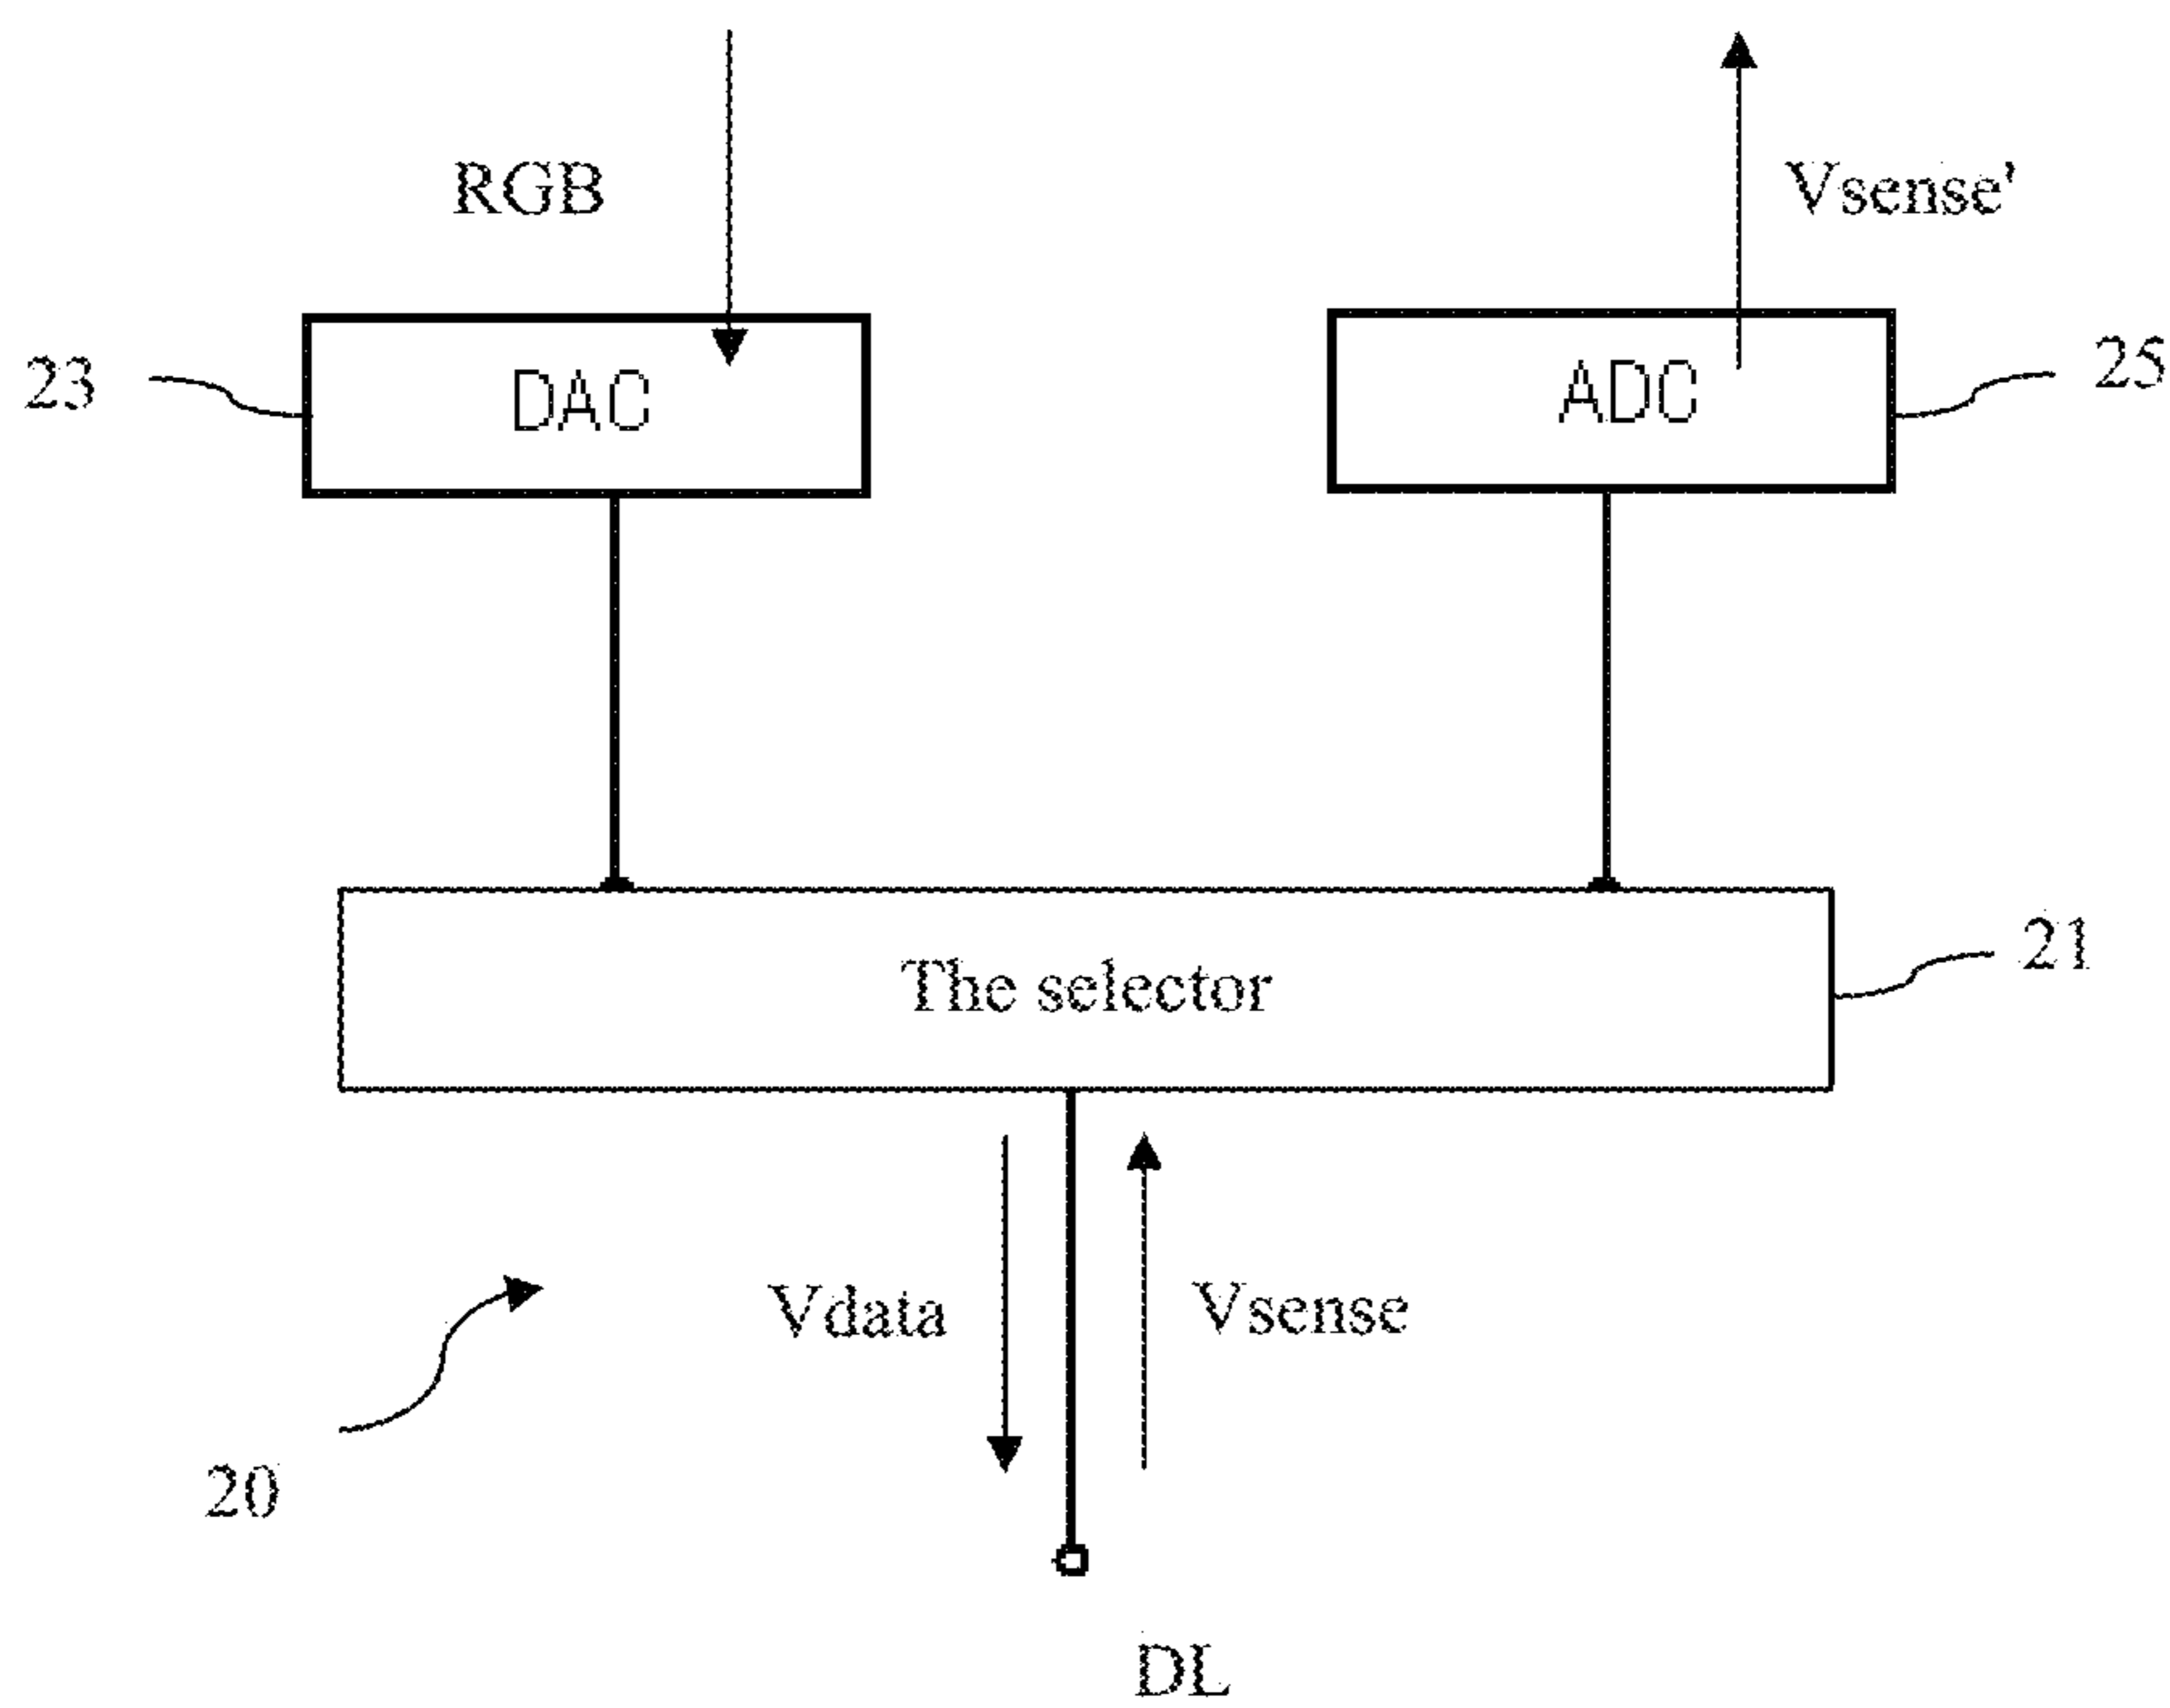 RGB
Vsense'
23
DAC
ADC
25
The selector
21
Vdata
Vsense
20
DL